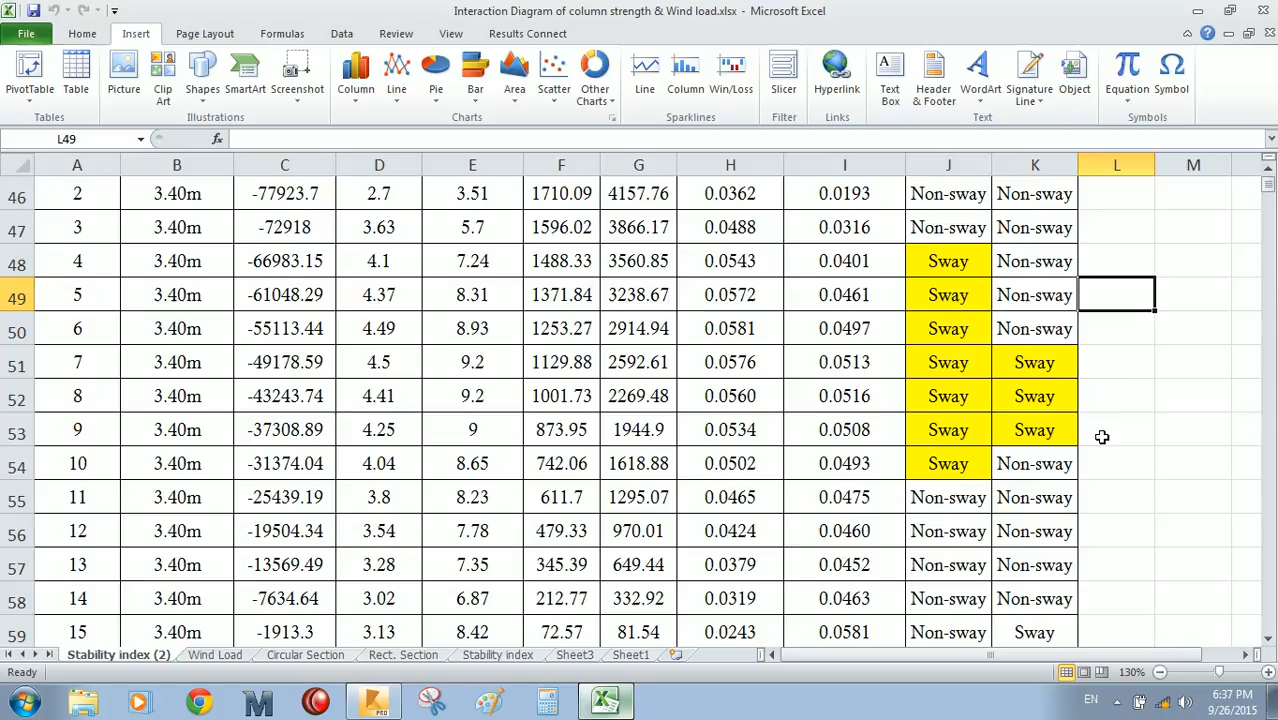 Interaction Diagram of column strength & Wind load.xlsx - Microsoft Excel
File Home Insert Page Layout Formulas Data Review View Results Connect
PivotTable Table Picture Clip Art Shapes SmartArt Screenshot Column Line Pie Bar Area Scatter Other Charts Line Column Win/Loss Slicer Hyperlink Text Box Header & Footer WordArt Signature Line Object Equation Symbol
Tables Illustrations Charts Sparklines Filter Links Text Symbols
L49 fx
A B C D E F G H I J K L M
46 2 3.40m -77923.7 2.7 3.51 1710.09 4157.76 0.0362 0.0193 Non-sway Non-sway
47 3 3.40m -72918 3.63 5.7 1596.02 3866.17 0.0488 0.0316 Non-sway Non-sway
48 4 3.40m -66983.15 4.1 7.24 1488.33 3560.85 0.0543 0.0401 Sway Non-sway
49 5 3.40m -61048.29 4.37 8.31 1371.84 3238.67 0.0572 0.0461 Sway Non-sway
50 6 3.40m -55113.44 4.49 8.93 1253.27 2914.94 0.0581 0.0497 Sway Non-sway
51 7 3.40m -49178.59 4.5 9.2 1129.88 2592.61 0.0576 0.0513 Sway Sway
52 8 3.40m -43243.74 4.41 9.2 1001.73 2269.48 0.0560 0.0516 Sway Sway
53 9 3.40m -37308.89 4.25 9 873.95 1944.9 0.0534 0.0508 Sway Sway
54 10 3.40m -31374.04 4.04 8.65 742.06 1618.88 0.0502 0.0493 Sway Non-sway
55 11 3.40m -25439.19 3.8 8.23 611.7 1295.07 0.0465 0.0475 Non-sway Non-sway
56 12 3.40m -19504.34 3.54 7.78 479.33 970.01 0.0424 0.0460 Non-sway Non-sway
57 13 3.40m -13569.49 3.28 7.35 345.39 649.44 0.0379 0.0452 Non-sway Non-sway
58 14 3.40m -7634.64 3.02 6.87 212.77 332.92 0.0319 0.0463 Non-sway Non-sway
59 15 3.40m -1913.3 3.13 8.42 72.57 81.54 0.0243 0.0581 Non-sway Sway
Stability index (2) Wind Load Circular Section Rect. Section Stability index Sheet3 Sheet1
Ready 130%
PRO EN 6:37 PM
9/26/2015